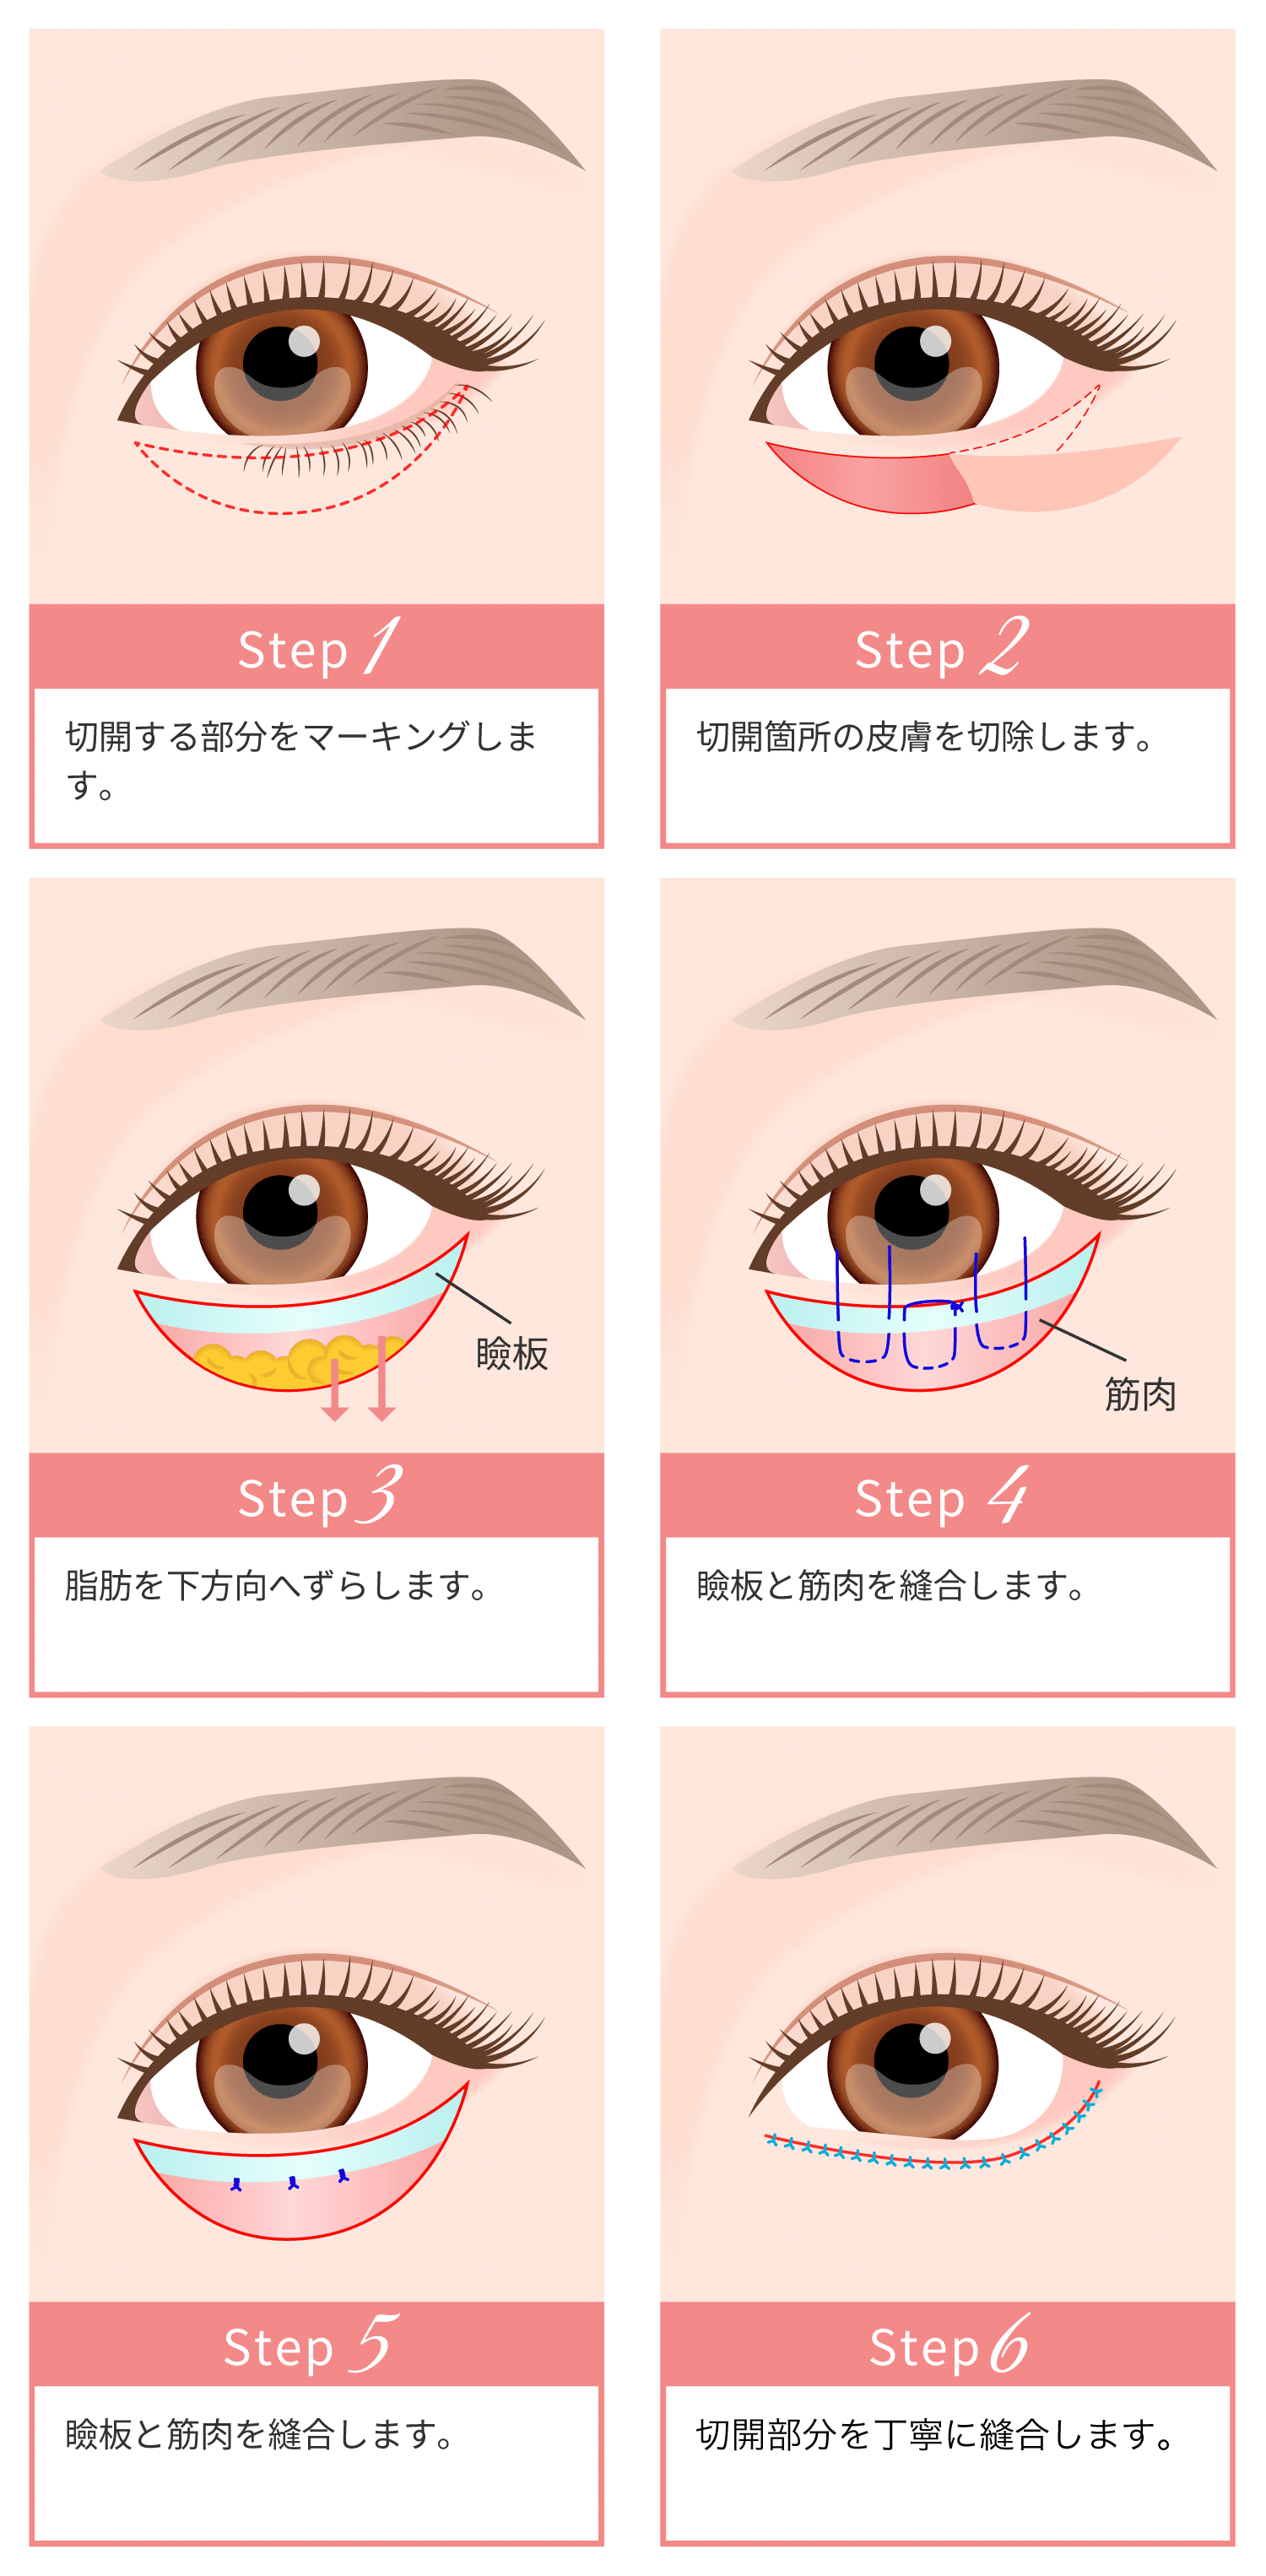 Step 1
切開する部分をマーキングしま
す。
Step 2
切開箇所の皮膚を切除します。
瞼板
Step 3
脂肪を下方向へずらします。
筋肉
Step 4
瞼板と筋肉を縫合します。
Step 5
瞼板と筋肉を縫合します。
Step 6
切開部分を丁寧に縫合します。